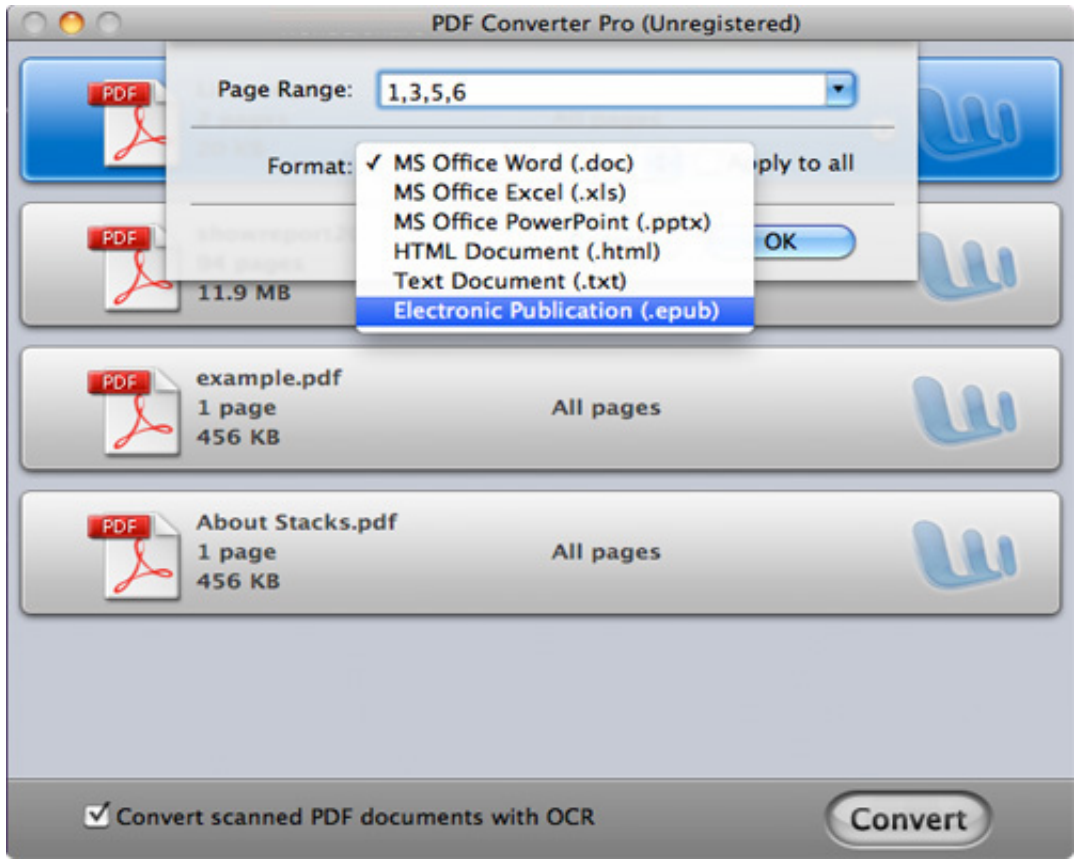 PDF Converter Pro (Unregistered)
PDF
Page Range: 1,3,5,6
Format: ✓ MS Office Word (.doc)
MS Office Excel (.xls)
MS Office PowerPoint (.pptx)
HTML Document (.html)
Text Document (.txt)
Electronic Publication (.epub)
pply to all
OK
PDF
11.9 MB
PDF
example.pdf
1 page
All pages
456 KB
PDF
About Stacks.pdf
1 page
All pages
456 KB
Convert scanned PDF documents with OCR
Convert